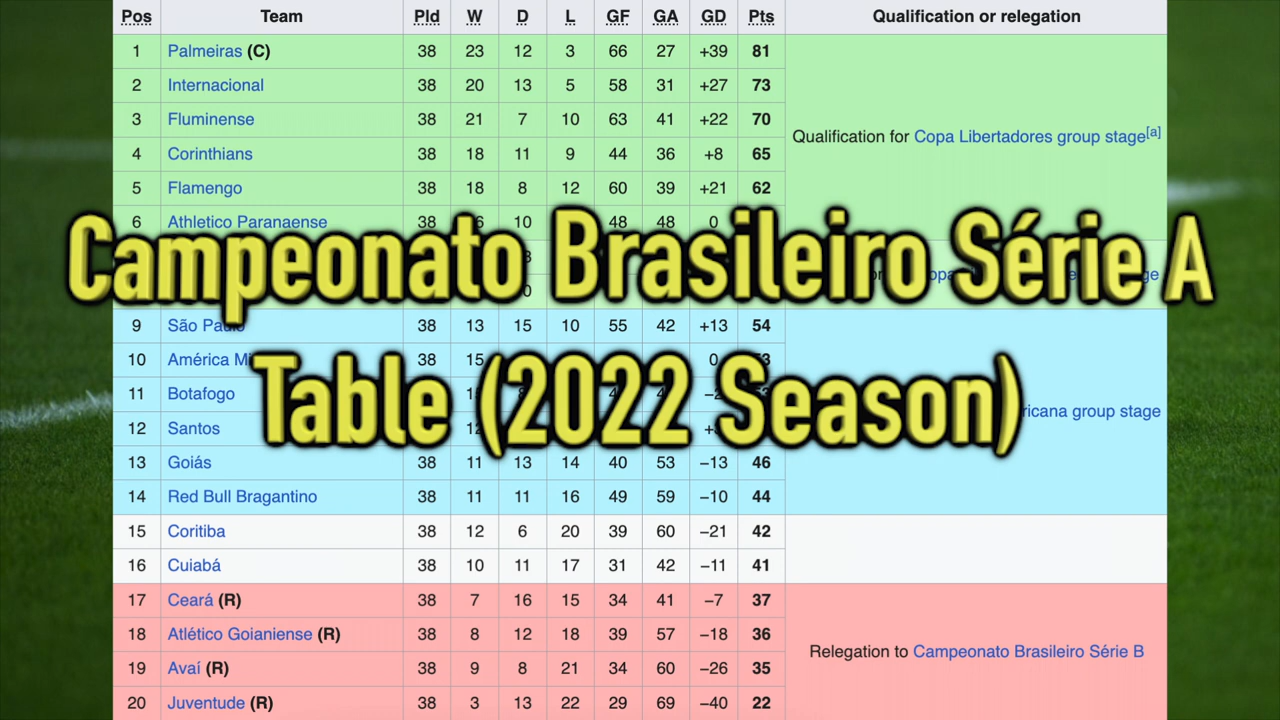 Pos Team Pld W D L GF GA GD Pts Qualification or relegation
1 Palmeiras (C) 38 23 12 3 66 27 +39 81
2 Internacional 38 20 13 5 58 31 +27 73
3 Fluminense 38 21 7 10 63 41 +22 70
Qualification for Copa Libertadores group stage[a]
4 Corinthians 38 18 11 9 44 36 +8 65
5 Flamengo 38 18 8 12 60 39 +21 62
6 Athletico Paranaense 38 10 48 48 0
Campeonato Brasileiro Série A
9 São Paulo 38 13 15 10 55 42 +13 54
10 América 38 15 0
11 Botafogo
group stage
12 Santos
Table (2022 Season)
13 Goiás 38 11 13 14 40 53 −13 46
14 Red Bull Bragantino 38 11 11 16 49 59 −10 44
15 Coritiba 38 12 6 20 39 60 −21 42
16 Cuiabá 38 10 11 17 31 42 −11 41
17 Ceará (R) 38 7 16 15 34 41 −7 37
18 Atlético Goianiense (R) 38 8 12 18 39 57 −18 36
Relegation to Campeonato Brasileiro Série B
19 Avaí (R) 38 9 8 21 34 60 −26 35
20 Juventude (R) 38 3 13 22 29 69 −40 22